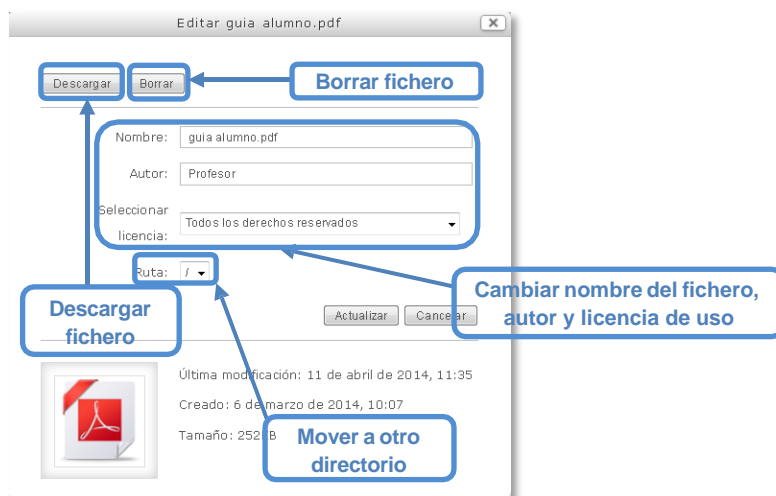 Editar guia alumno.pdf
Descargar
Borrar
Borrar fichero
Nombre:
guia alumno.pdf
Autor:
Profesor
Seleccionar
licencia:
Todos los derechos reservados
Ruta:
/
Cambiar nombre del fichero,
autor y licencia de uso
Descargar
fichero
Actualizar
Cancelar
Última modificación: 11 de abril de 2014, 11:35
Creado: 6 de marzo de 2014, 10:07
Tamaño: 252KB
Mover a otro
directorio